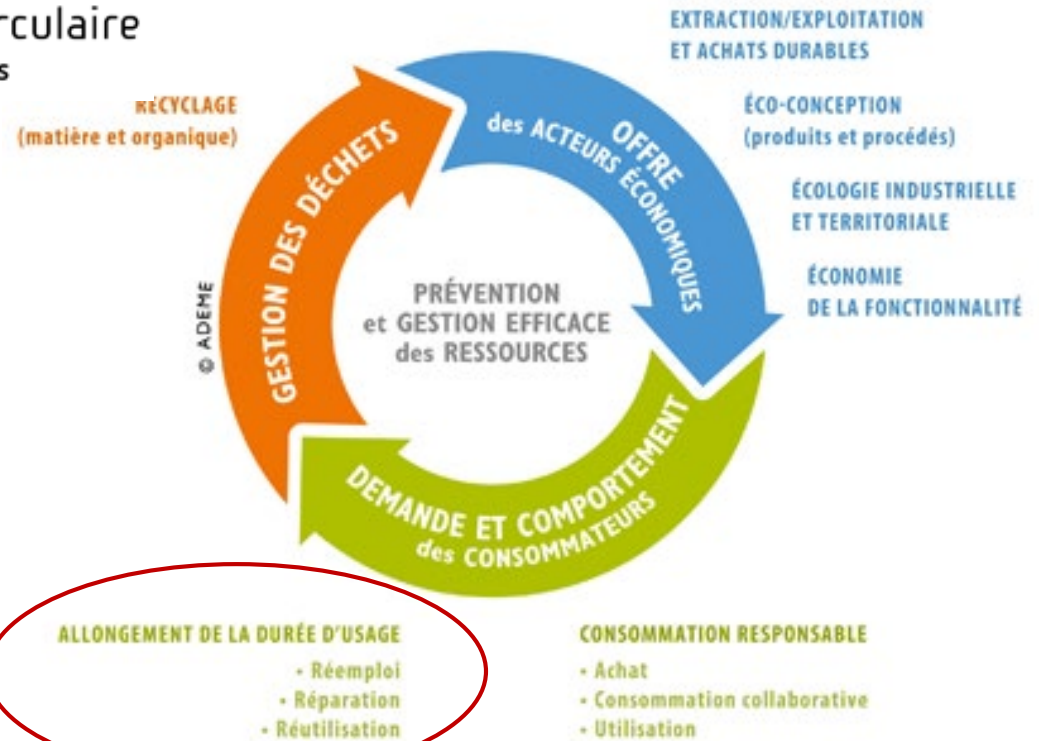 rculaire
s
RECYCLAGE
(matière et organique)
EXTRACTION/EXPLOITATION
ET ACHATS DURABLES
ÉCO-CONCEPTION
(produits et procédés)
ÉCOLOGIE INDUSTRIELLE
ET TERRITORIALE
ÉCONOMIE
DE LA FONCTIONNALITÉ
OFFRE
des ACTEURS ÉCONOMIQUES
GESTION DES DÉCHETS
PRÉVENTION
et GESTION EFFICACE
des RESSOURCES
© ADEME
DEMANDE ET COMPORTEMENT
des CONSOMMATEURS
ALLONGEMENT DE LA DURÉE D'USAGE
• Réemploi
• Réparation
• Réutilisation
CONSOMMATION RESPONSABLE
• Achat
• Consommation collaborative
• Utilisation